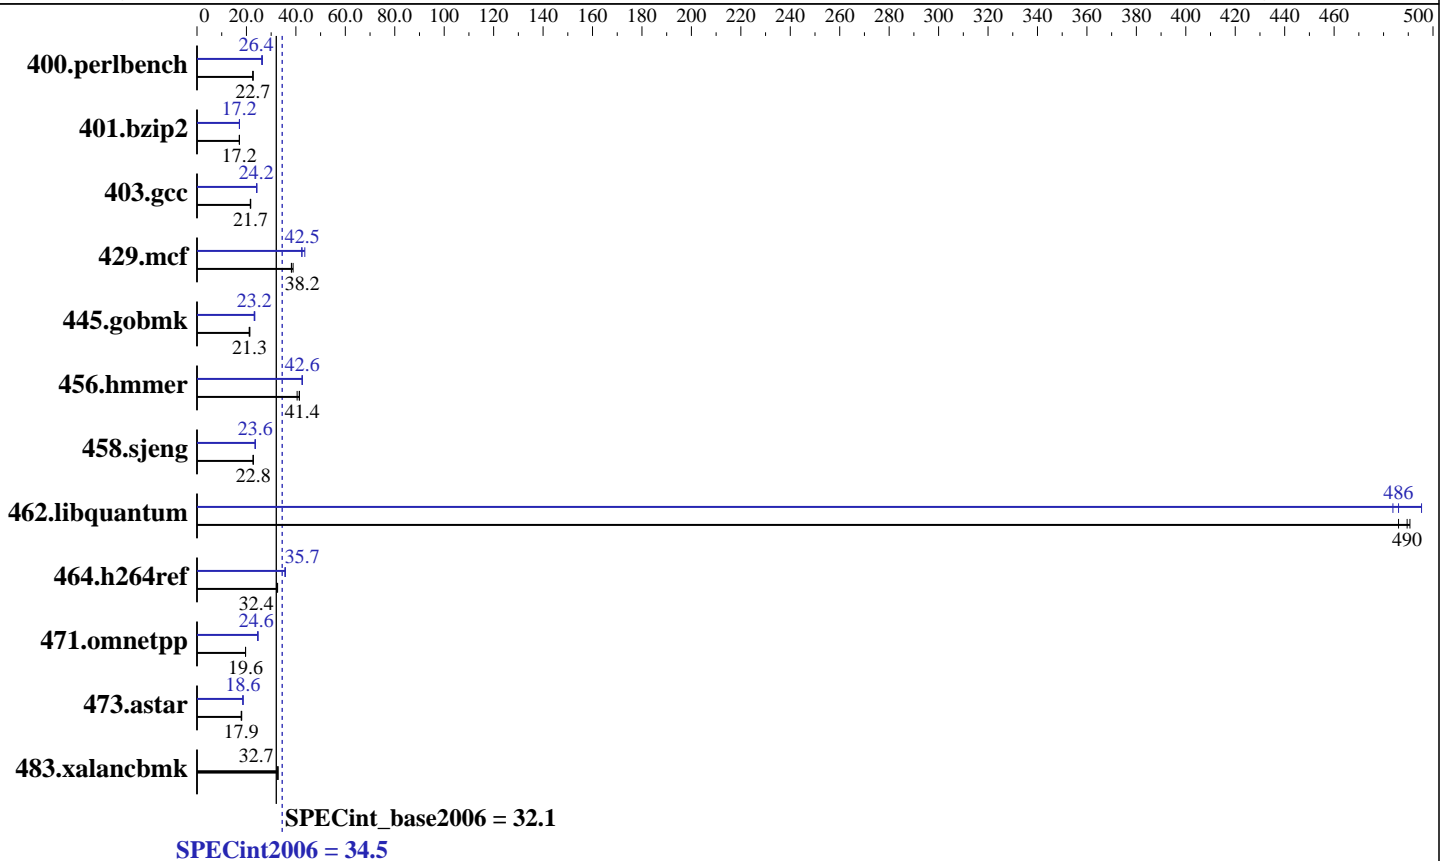 0 20.0 40.0 60.0 80.0 100 120 140 160 180 200 220 240 260 280 300 320 340 360 380 400 420 440 460 500
26.4
400.perlbench
22.7
17.2
401.bzip2
17.2
24.2
403.gcc
21.7
42.5
429.mcf
38.2
23.2
445.gobmk
21.3
42.6
456.hmmer
41.4
23.6
458.sjeng
22.8
486
462.libquantum
490
35.7
464.h264ref
32.4
24.6
471.omnetpp
19.6
18.6
473.astar
17.9
32.7
483.xalancbmk
SPECint_base2006 = 32.1
SPECint2006 = 34.5